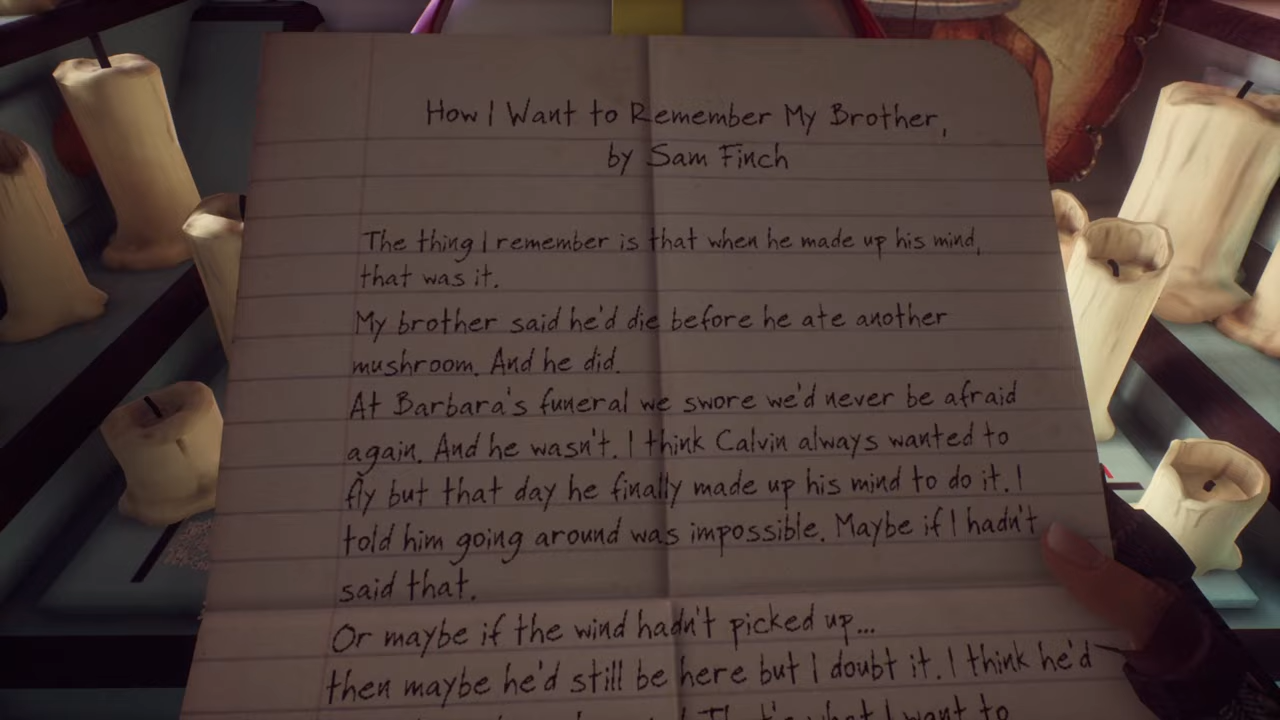 How I Want to Remember My Brother,
by Sam Finch
The thing I remember is that when he made up his mind,
that was it.
My brother said he'd die before he ate another
mushroom. And he did.
At Barbara's funeral we swore we'd never be afraid
again. And he wasn't. I think Calvin always wanted to
fly but that day he finally made up his mind to do it. I
told him going around was impossible. Maybe if I hadn't
said that.
Or maybe if the wind hadn't picked up...
then maybe he'd still be here but I doubt it. I think he'd
That's what I want to